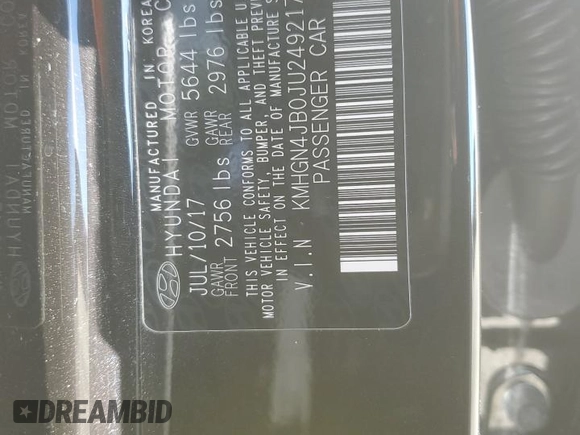 MANUFACTURED IN KOREA
HYUNDAI MOTOR C
JUL/10/17 GVWR 5644 lbs
GAWR FRONT 2756 lbs GAWR REAR 2976 lbs
THIS VEHICLE CONFORMS TO ALL APPLICABLE U
MOTOR VEHICLE SAFETY, BUMPER, AND THEFT PREV
IN EFFECT ON THE DATE OF MANUFACTURE
V.I.N KMHGN4JB0JU249217
PASSENGER CAR
DREAMBID